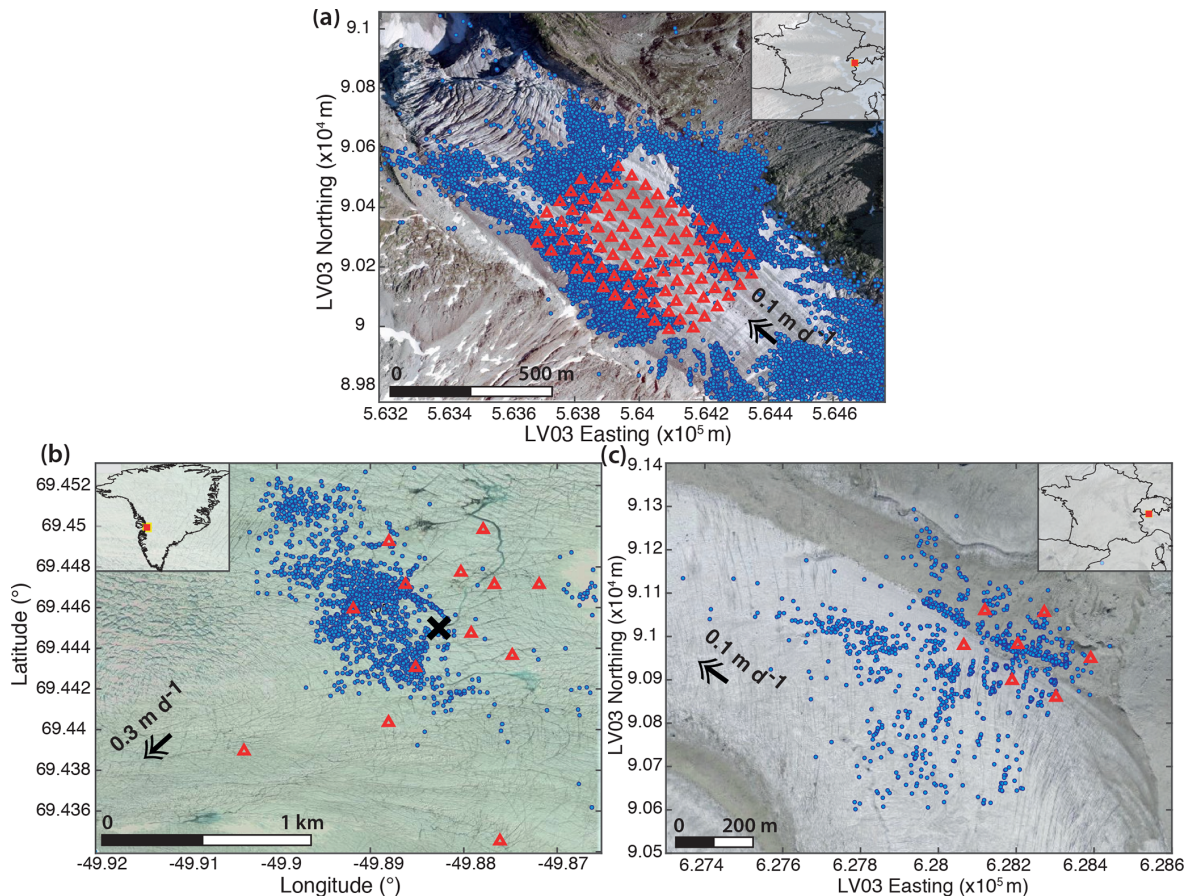 (a)
9.1
9.08
9.06
9.04
9.02
9
8.98
LV03 Northing (x10⁴ m)
0.1 m d⁻¹
0 500 m
5.632 5.634 5.636 5.638 5.64 5.642 5.644 5.646
LV03 Easting (x10⁵ m)
(b)
69.452
69.45
69.448
69.446
69.444
69.442
69.44
69.438
69.436
Latitude (°)
0.3 m d⁻¹
0 1 km
-49.92 -49.91 -49.9 -49.89 -49.88 -49.87
Longitude (°)
(c)
9.14
9.13
9.12
9.11
9.1
9.09
9.08
9.07
9.06
9.05
LV03 Northing (x10⁴ m)
0.1 m d⁻¹
0 200 m
6.274 6.276 6.278 6.28 6.282 6.284 6.286
LV03 Easting (x10⁵ m)